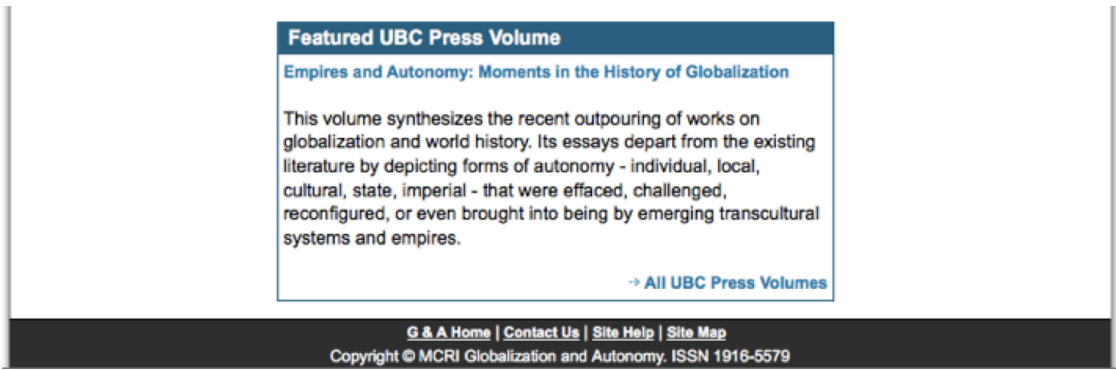 Featured UBC Press Volume
Empires and Autonomy: Moments in the History of Globalization
This volume synthesizes the recent outpouring of works on
globalization and world history. Its essays depart from the existing
literature by depicting forms of autonomy - individual, local,
cultural, state, imperial - that were effaced, challenged,
reconfigured, or even brought into being by emerging transcultural
systems and empires.
→ All UBC Press Volumes
G & A Home | Contact Us | Site Help | Site Map
Copyright © MCRI Globalization and Autonomy. ISSN 1916-5579